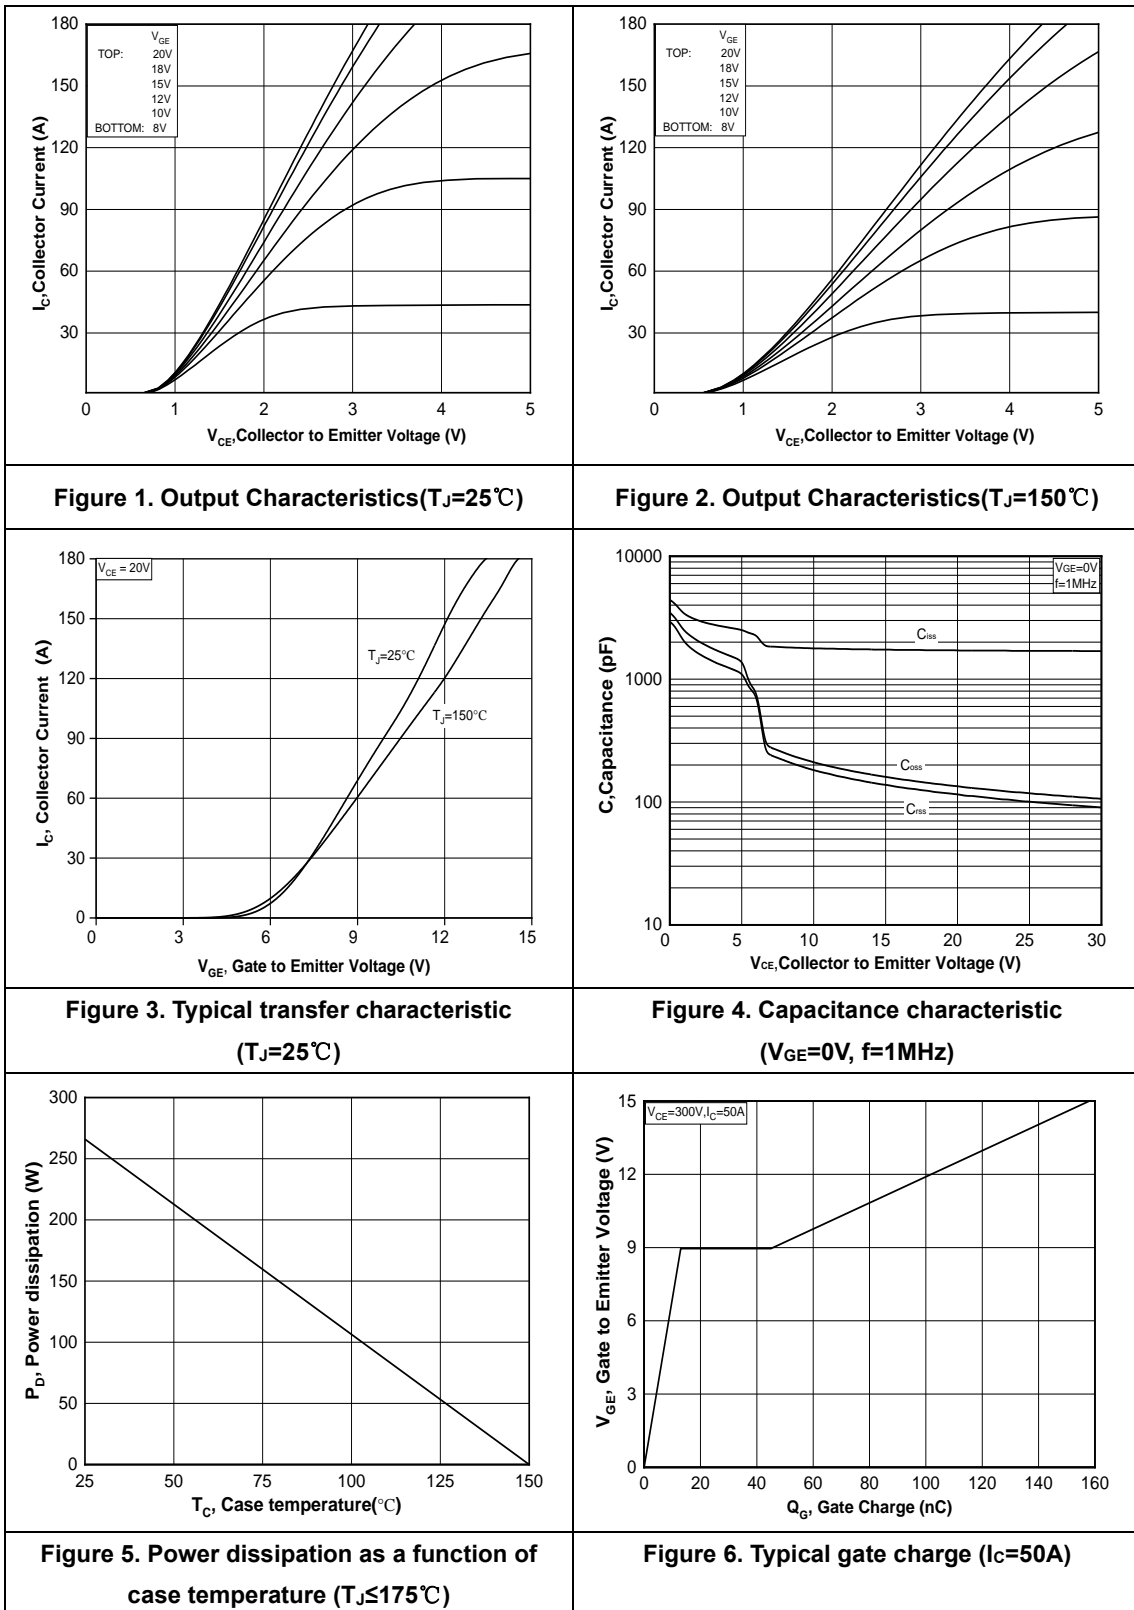 180
150
120
90
60
30
0
1
2
3
4
5
V_GE
TOP: 20V
18V
15V
12V
10V
BOTTOM: 8V
I_C,Collector Current (A)
V_CE,Collector to Emitter Voltage (V)
Figure 1. Output Characteristics(TJ=25℃)
180
150
120
90
60
30
0
1
2
3
4
5
V_GE
TOP: 20V
18V
15V
12V
10V
BOTTOM: 8V
I_C,Collector Current (A)
V_CE,Collector to Emitter Voltage (V)
Figure 2. Output Characteristics(TJ=150℃)
180
150
120
90
60
30
0
0
3
6
9
12
15
V_CE = 20V
T_J=25°C
T_J=150°C
I_C, Collector Current (A)
V_GE, Gate to Emitter Voltage (V)
Figure 3. Typical transfer characteristic
(TJ=25℃)
10000
1000
100
10
0
5
10
15
20
25
30
VGE=0V
f=1MHz
Ciss
Coss
Crss
C,Capacitance (pF)
VCE,Collector to Emitter Voltage (V)
Figure 4. Capacitance characteristic
(VGE=0V, f=1MHz)
300
250
200
150
100
50
0
25
50
75
100
125
150
P_D, Power dissipation (W)
T_C, Case temperature(°C)
Figure 5. Power dissipation as a function of
case temperature (TJ≤175℃)
15
12
9
6
3
0
0
20
40
60
80
100
120
140
160
V_CE=300V,I_C=50A
V_GE, Gate to Emitter Voltage (V)
Q_G, Gate Charge (nC)
Figure 6. Typical gate charge (IC=50A)